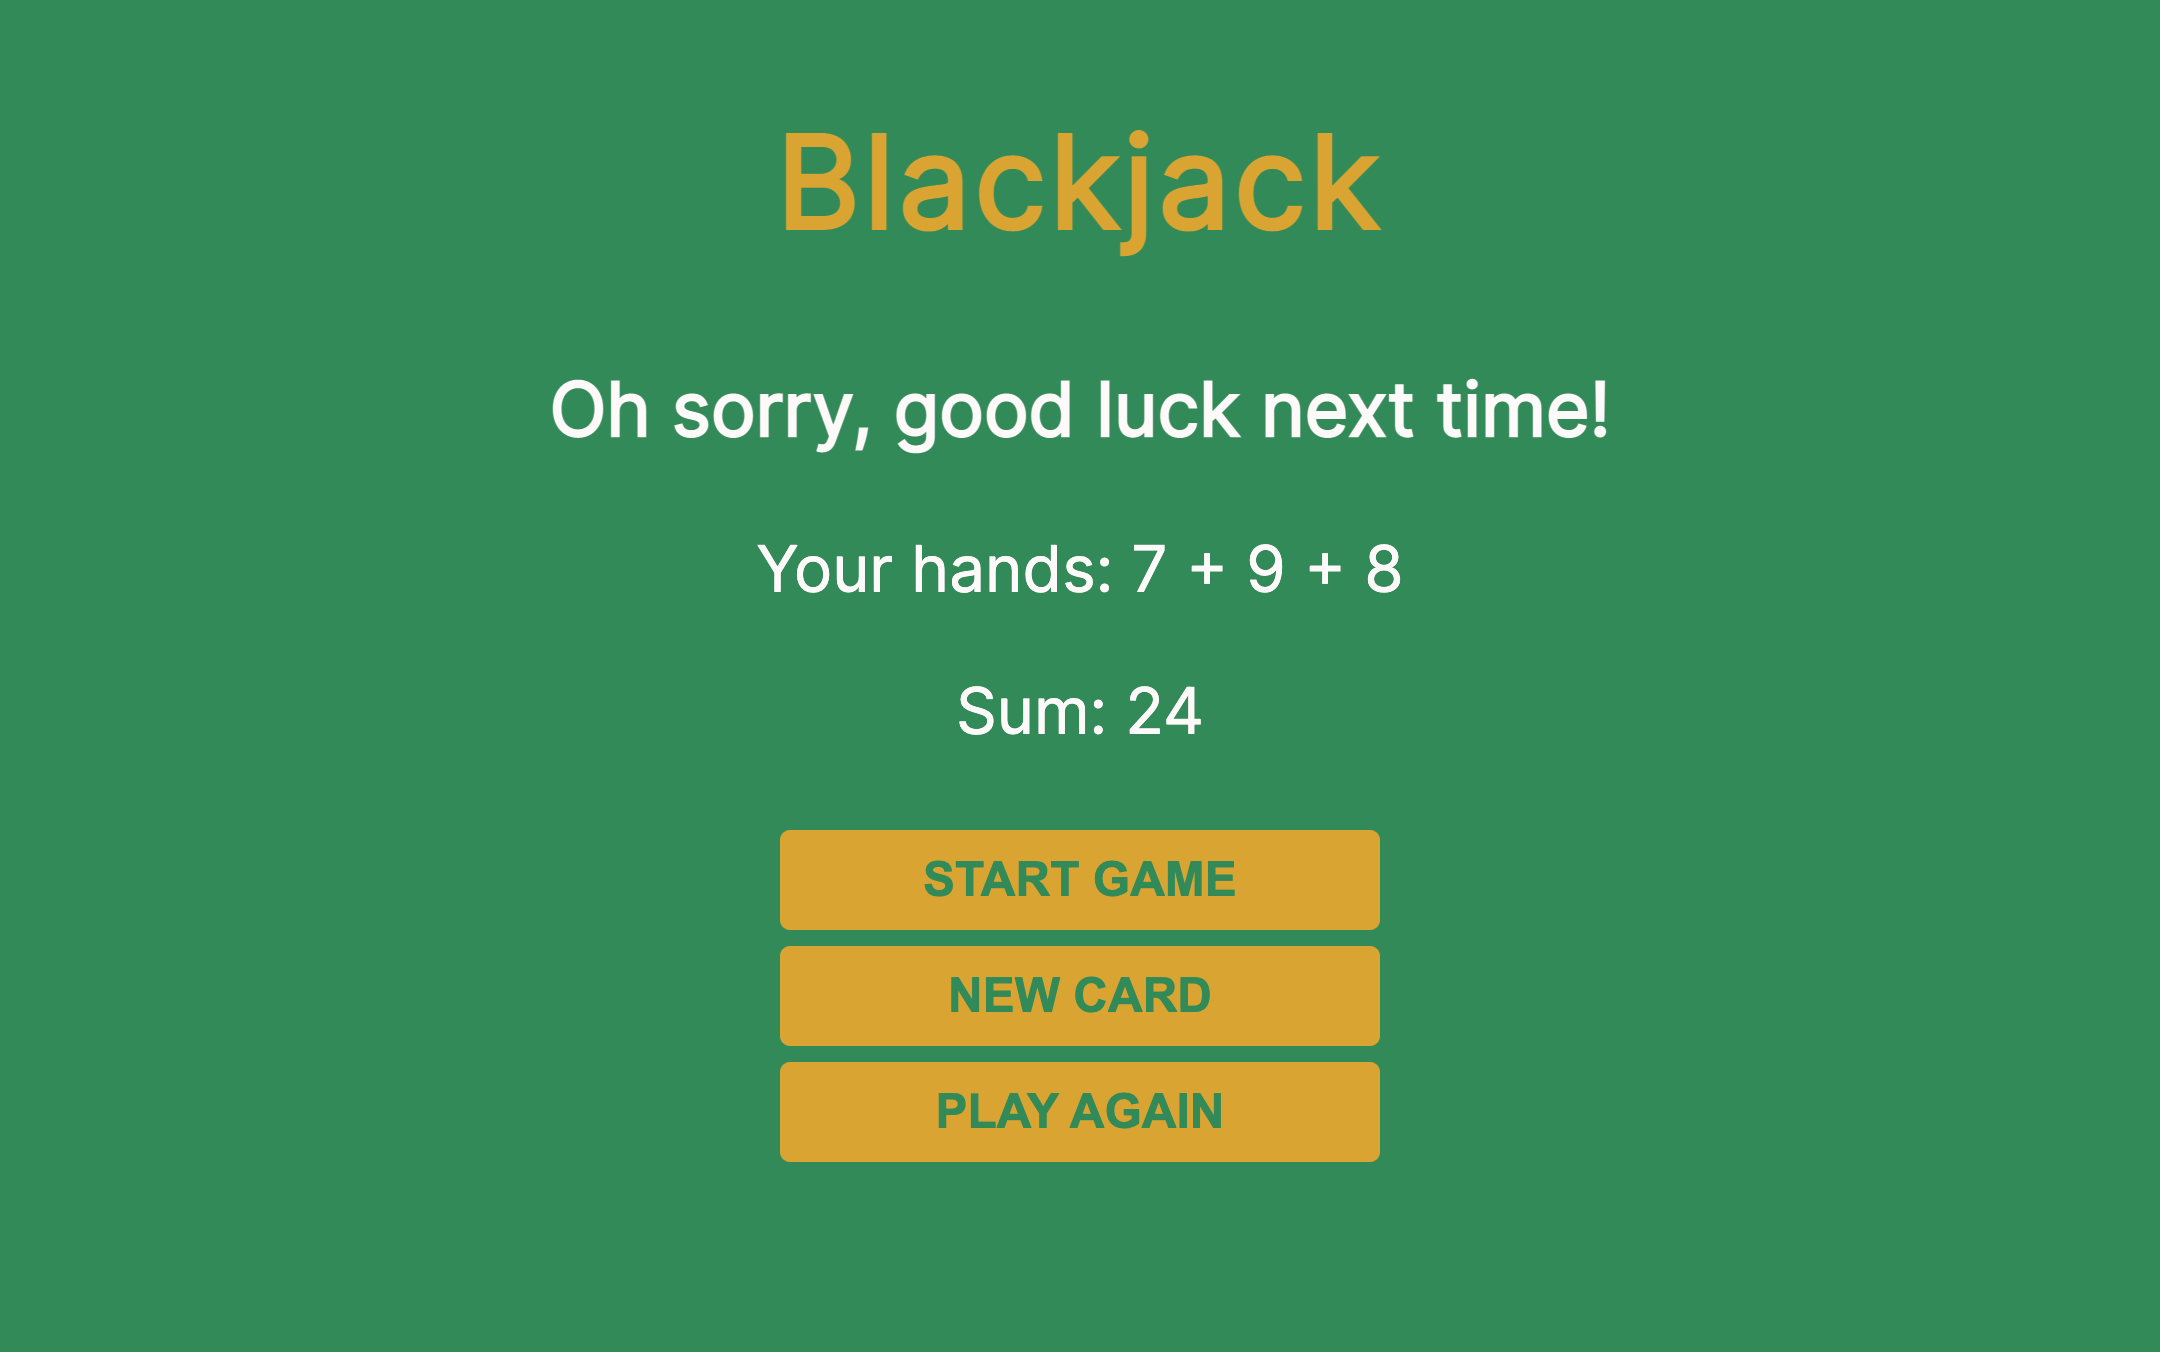 Blackjack
Oh sorry, good luck next time!
Your hands: 7 + 9 + 8
Sum: 24
START GAME
NEW CARD
PLAY AGAIN